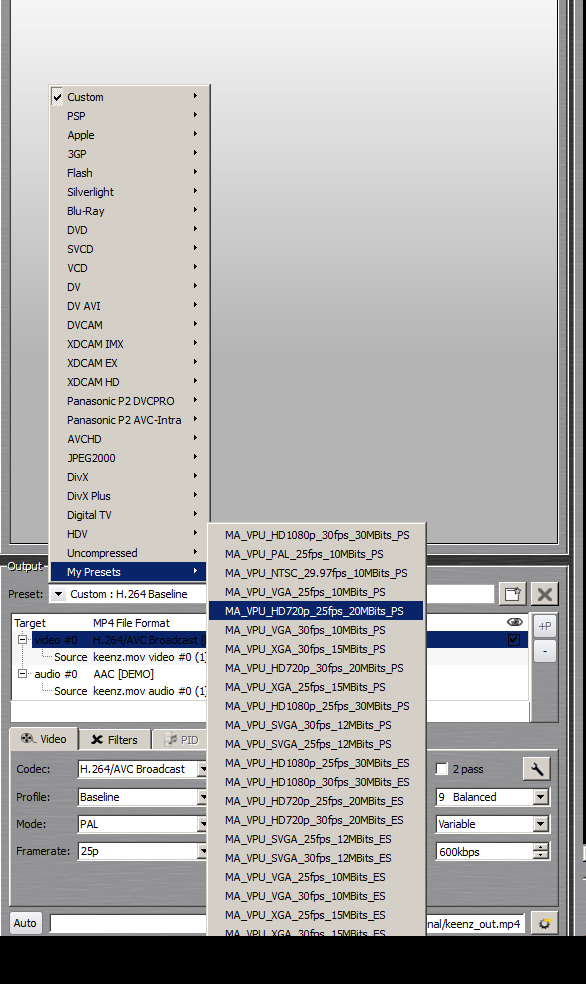 Custom
PSP
Apple
3GP
Flash
Silverlight
Blu-Ray
DVD
SVCD
VCD
DV
DV AVI
DVCAM
XDCAM IMX
XDCAM EX
XDCAM HD
Panasonic P2 DVCPRO
Panasonic P2 AVC-Intra
AVCHD
JPEG2000
DivX
DivX Plus
Digital TV
HDV
Uncompressed
My Presets
MA_VPU_HD1080p_30fps_30MBits_PS
MA_VPU_PAL_25fps_10MBits_PS
MA_VPU_NTSC_29.97fps_10MBits_PS
MA_VPU_VGA_25fps_10MBits_PS
MA_VPU_HD720p_25fps_20MBits_PS
MA_VPU_VGA_30fps_10MBits_PS
MA_VPU_XGA_30fps_15MBits_PS
MA_VPU_HD720p_30fps_20MBits_PS
MA_VPU_XGA_25fps_15MBits_PS
MA_VPU_HD1080p_25fps_30MBits_PS
MA_VPU_SVGA_30fps_12MBits_PS
MA_VPU_SVGA_25fps_12MBits_PS
MA_VPU_HD1080p_25fps_30MBits_ES
MA_VPU_HD1080p_30fps_30MBits_ES
MA_VPU_HD720p_25fps_20MBits_ES
MA_VPU_HD720p_30fps_20MBits_ES
MA_VPU_SVGA_25fps_12MBits_ES
MA_VPU_SVGA_30fps_12MBits_ES
MA_VPU_VGA_25fps_10MBits_ES
MA_VPU_VGA_30fps_10MBits_ES
MA_VPU_XGA_25fps_15MBits_ES
MA_VPU_XGA_30fps_15MBits_ES
Output
Preset: Custom : H.264 Baseline
Target MP4 File Format
video #0 H.264/AVC Broadcast
Source keenz.mov video #0 (1)
audio #0 AAC [DEMO]
Source keenz.mov audio #0 (1)
+P
-
Video Filters PID
Codec: H.264/AVC Broadcast 2 pass
Profile: Baseline 9 Balanced
Mode: PAL Variable
Framerate: 25p 600kbps
Auto nal/keenz_out.mp4